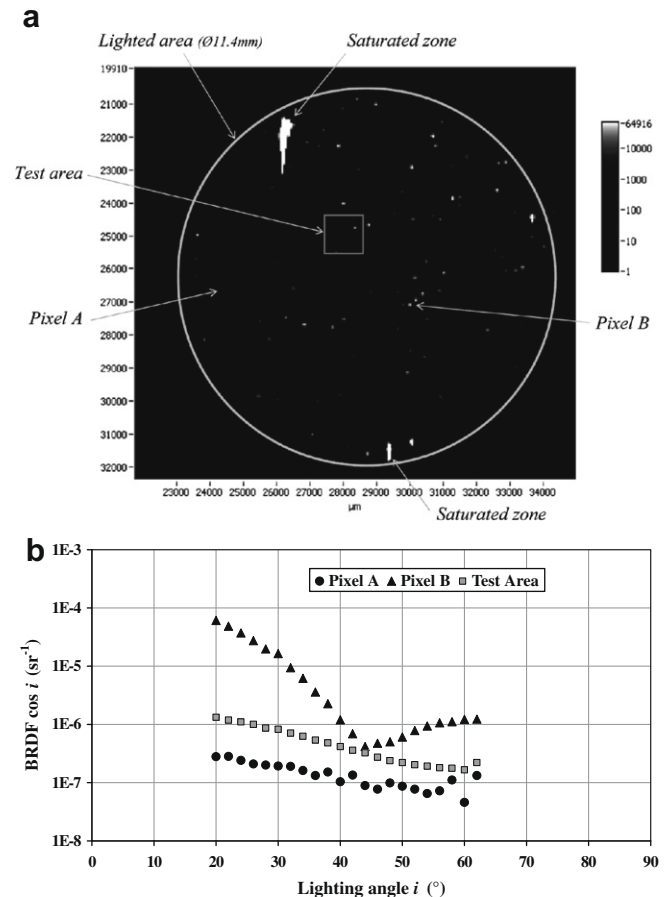 a
Lighted area (Ø11.4mm)
Saturated zone
19910
21000
22000
23000
24000
25000
26000
27000
28000
29000
30000
31000
32000
64916
10000
1000
100
10
1
Test area
Pixel A
Pixel B
23000 24000 25000 26000 27000 28000 29000 30000 31000 32000 33000 34000
µm
Saturated zone
b
1E-3
1E-4
1E-5
1E-6
1E-7
1E-8
BRDF cos i (sr⁻¹)
Pixel A Pixel B Test Area
0 10 20 30 40 50 60 70 80 90
Lighting angle i (°)